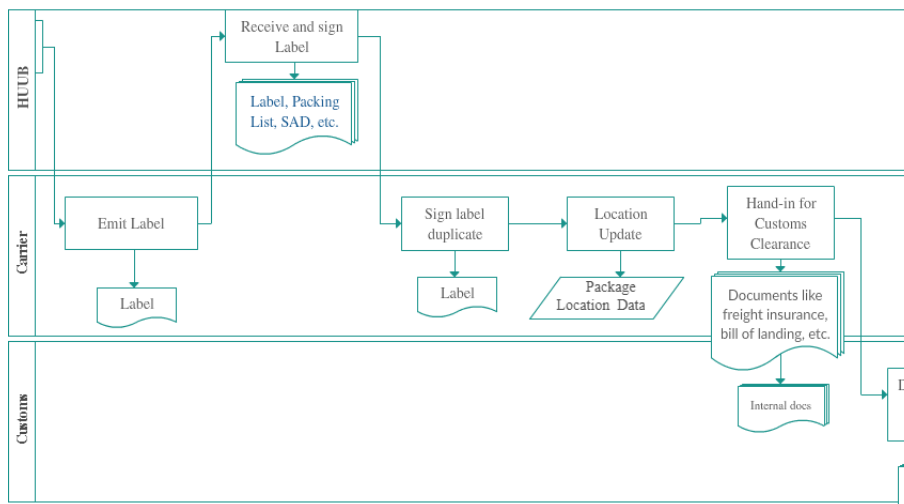 HUUB
Receive and sign
Label
Label, Packing
List, SAD, etc.
Carrier
Emit Label
Label
Sign label
duplicate
Label
Location
Update
Package
Location Data
Hand-in for
Customs
Clearance
Documents like
freight insurance,
bill of landing, etc.
Customs
Internal docs
D